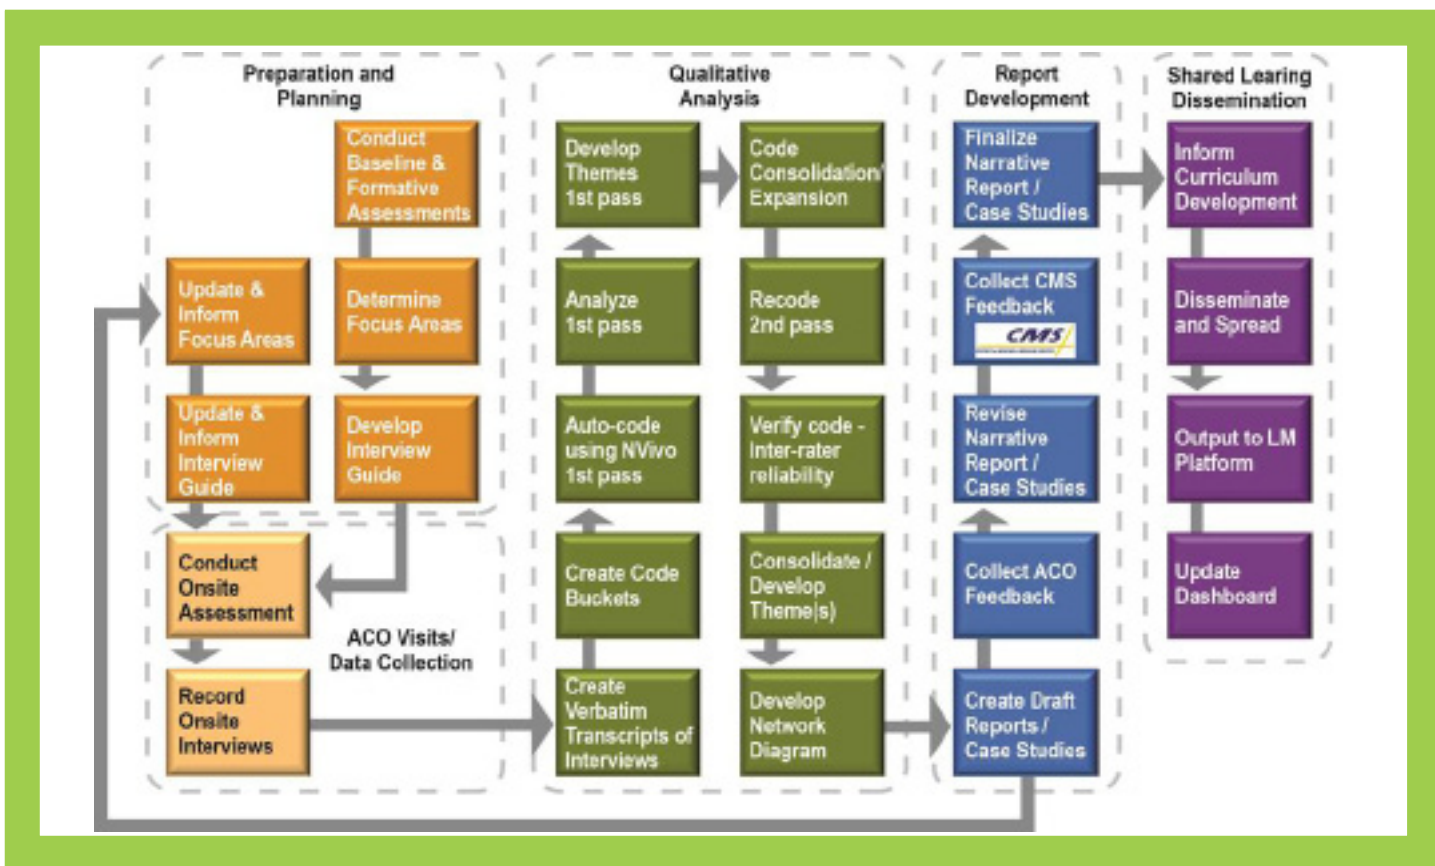 Preparation and
Planning
Conduct
Baseline &
Formative
Assessments
Update &
Inform
Focus Areas
Determine
Focus Areas
Update &
Inform
Interview
Guide
Develop
Interview
Guide
Conduct
Onsite
Assessment
ACO Visits/
Data Collection
Record
Onsite
Interviews
Qualitative
Analysis
Develop
Themes
1st pass
Analyze
1st pass
Auto-code
using NVivo
1st pass
Create Code
Buckets
Create
Verbatim
Transcripts of
Interviews
Code
Consolidation/
Expansion
Recode
2nd pass
Verify code -
Inter-rater
reliability
Consolidate /
Develop
Theme(s)
Develop
Network
Diagram
Report
Development
Finalize
Narrative
Report /
Case Studies
Collect CMS
Feedback
CMS
Revise
Narrative
Report /
Case Studies
Collect ACO
Feedback
Create Draft
Reports /
Case Studies
Shared Learing
Dissemination
Inform
Curriculum
Development
Disseminate
and Spread
Output to LM
Platform
Update
Dashboard